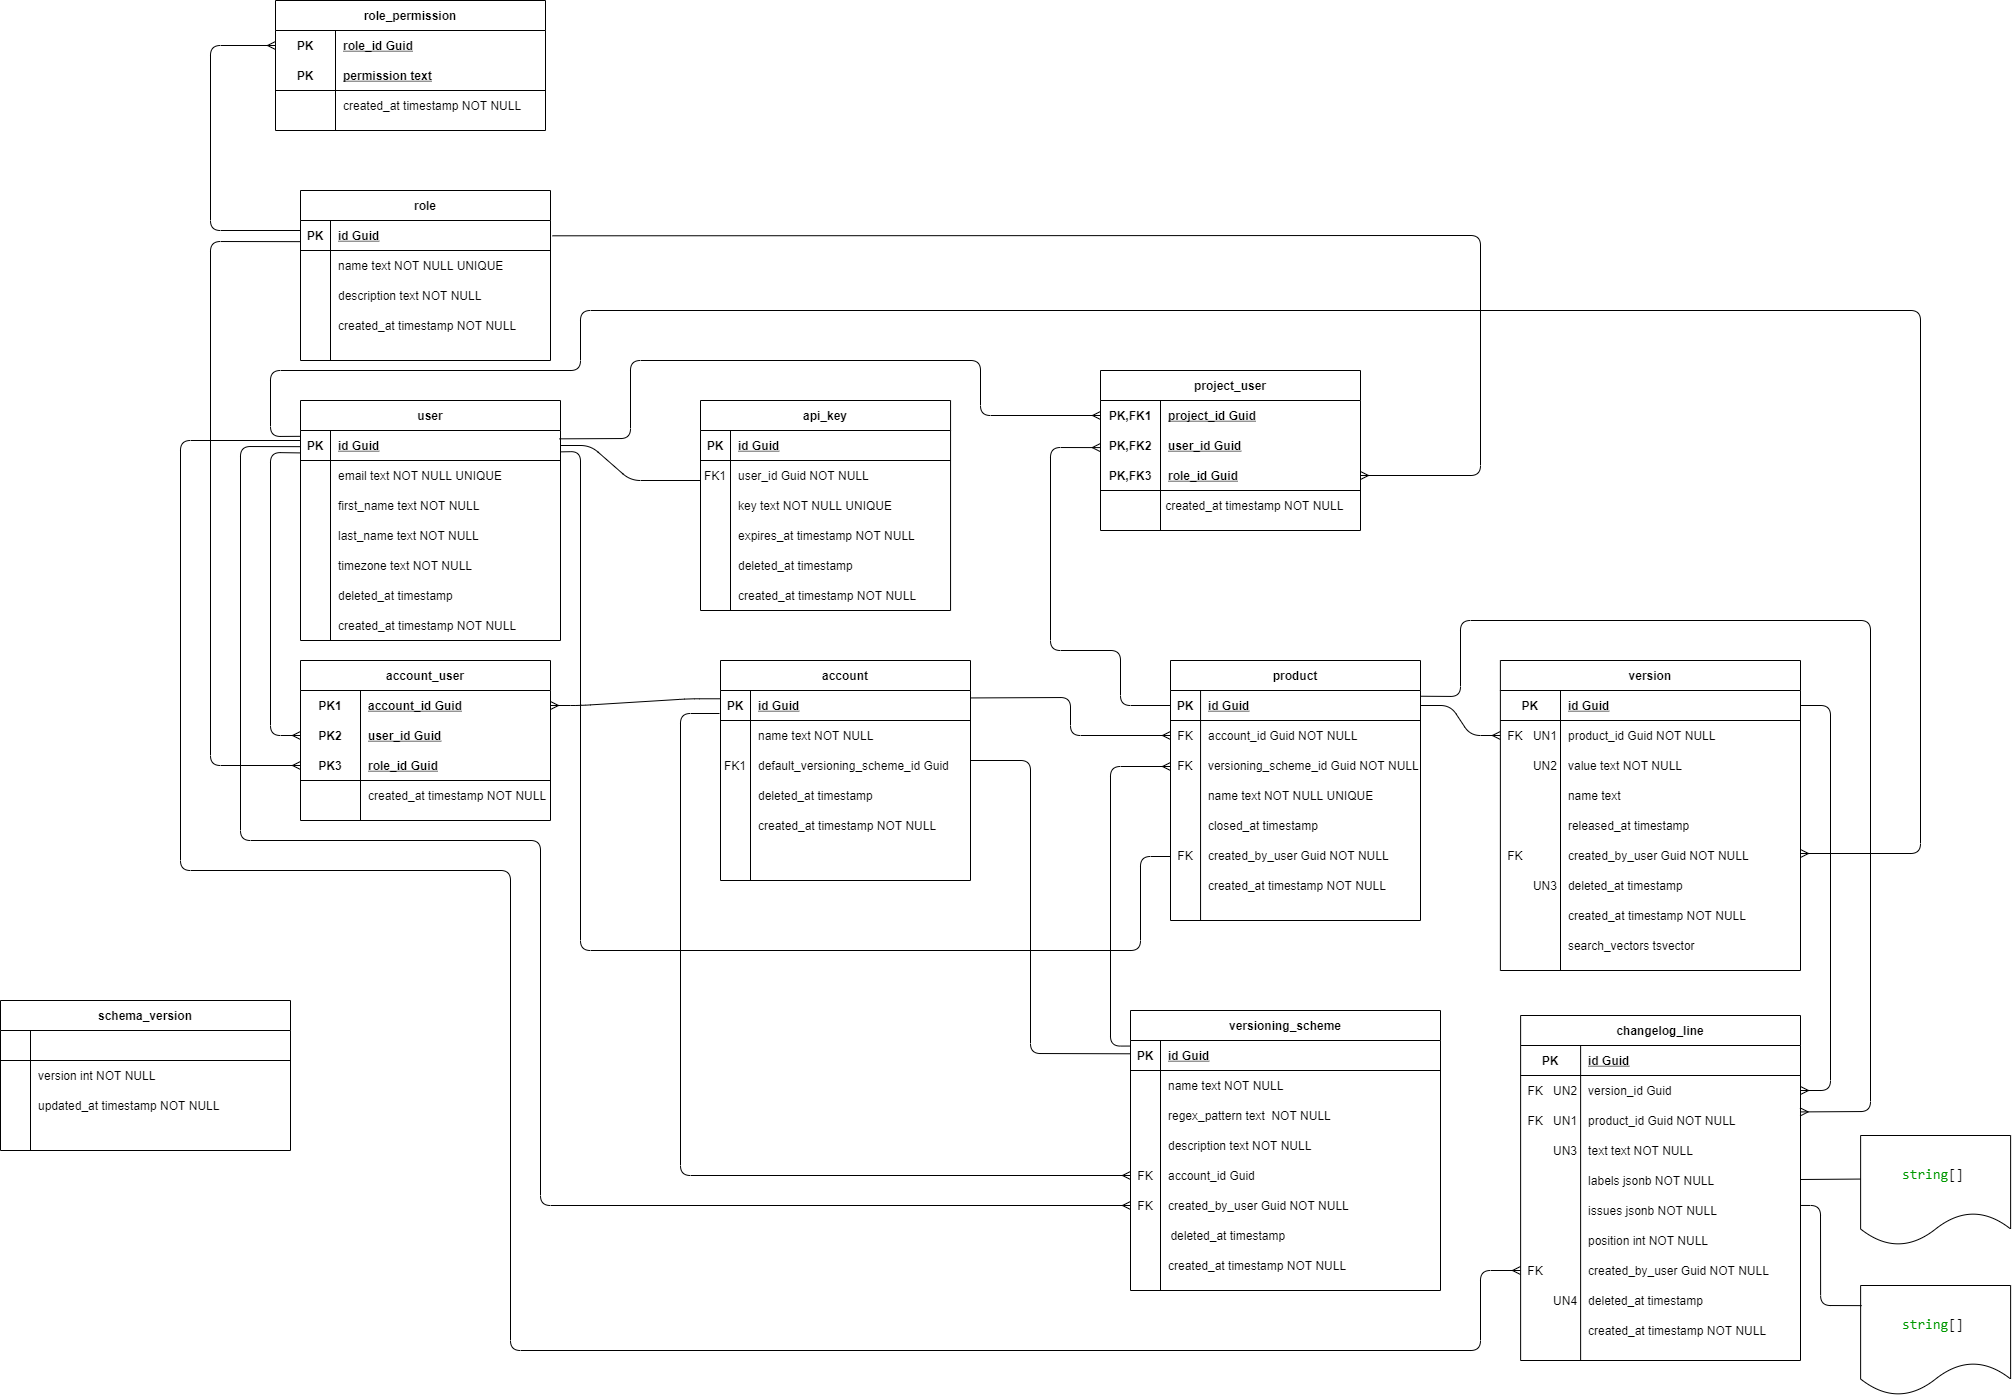 role_permission
PK role_id Guid
PK permission text
created_at timestamp NOT NULL
role
PK id Guid
name text NOT NULL UNIQUE
description text NOT NULL
created_at timestamp NOT NULL
user
PK id Guid
email text NOT NULL UNIQUE
first_name text NOT NULL
last_name text NOT NULL
timezone text NOT NULL
deleted_at timestamp
created_at timestamp NOT NULL
api_key
PK id Guid
FK1 user_id Guid NOT NULL
key text NOT NULL UNIQUE
expires_at timestamp NOT NULL
deleted_at timestamp
created_at timestamp NOT NULL
project_user
PK,FK1 project_id Guid
PK,FK2 user_id Guid
PK,FK3 role_id Guid
created_at timestamp NOT NULL
account_user
PK1 account_id Guid
PK2 user_id Guid
PK3 role_id Guid
created_at timestamp NOT NULL
account
PK id Guid
name text NOT NULL
FK1 default_versioning_scheme_id Guid
deleted_at timestamp
created_at timestamp NOT NULL
product
PK id Guid
FK account_id Guid NOT NULL
FK versioning_scheme_id Guid NOT NULL
name text NOT NULL UNIQUE
closed_at timestamp
FK created_by_user Guid NOT NULL
created_at timestamp NOT NULL
version
PK id Guid
FK UN1 product_id Guid NOT NULL
UN2 value text NOT NULL
name text
released_at timestamp
FK created_by_user Guid NOT NULL
UN3 deleted_at timestamp
created_at timestamp NOT NULL
search_vectors tsvector
schema_version
version int NOT NULL
updated_at timestamp NOT NULL
versioning_scheme
PK id Guid
name text NOT NULL
regex_pattern text NOT NULL
description text NOT NULL
FK account_id Guid
FK created_by_user Guid NOT NULL
deleted_at timestamp
created_at timestamp NOT NULL
changelog_line
PK id Guid
FK UN2 version_id Guid
FK UN1 product_id Guid NOT NULL
UN3 text text NOT NULL
labels jsonb NOT NULL
issues jsonb NOT NULL
position int NOT NULL
FK created_by_user Guid NOT NULL
UN4 deleted_at timestamp
created_at timestamp NOT NULL
string[]
string[]